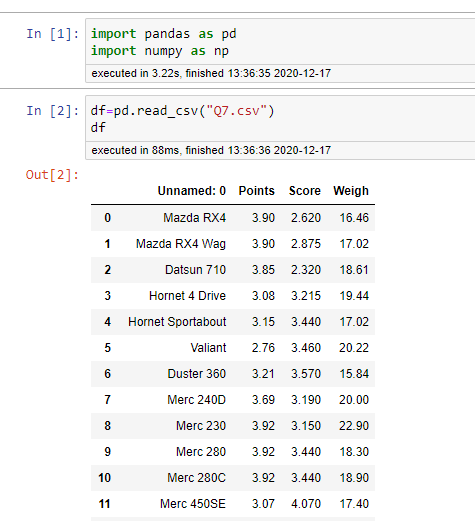 In [1]: import pandas as pd
import numpy as np
executed in 3.22s, finished 13:36:35 2020-12-17
In [2]: df=pd.read_csv("Q7.csv")
df
executed in 88ms, finished 13:36:36 2020-12-17
Out[2]:
Unnamed: 0 Points Score Weigh
0 Mazda RX4 3.90 2.620 16.46
1 Mazda RX4 Wag 3.90 2.875 17.02
2 Datsun 710 3.85 2.320 18.61
3 Hornet 4 Drive 3.08 3.215 19.44
4 Hornet Sportabout 3.15 3.440 17.02
5 Valiant 2.76 3.460 20.22
6 Duster 360 3.21 3.570 15.84
7 Merc 240D 3.69 3.190 20.00
8 Merc 230 3.92 3.150 22.90
9 Merc 280 3.92 3.440 18.30
10 Merc 280C 3.92 3.440 18.90
11 Merc 450SE 3.07 4.070 17.40